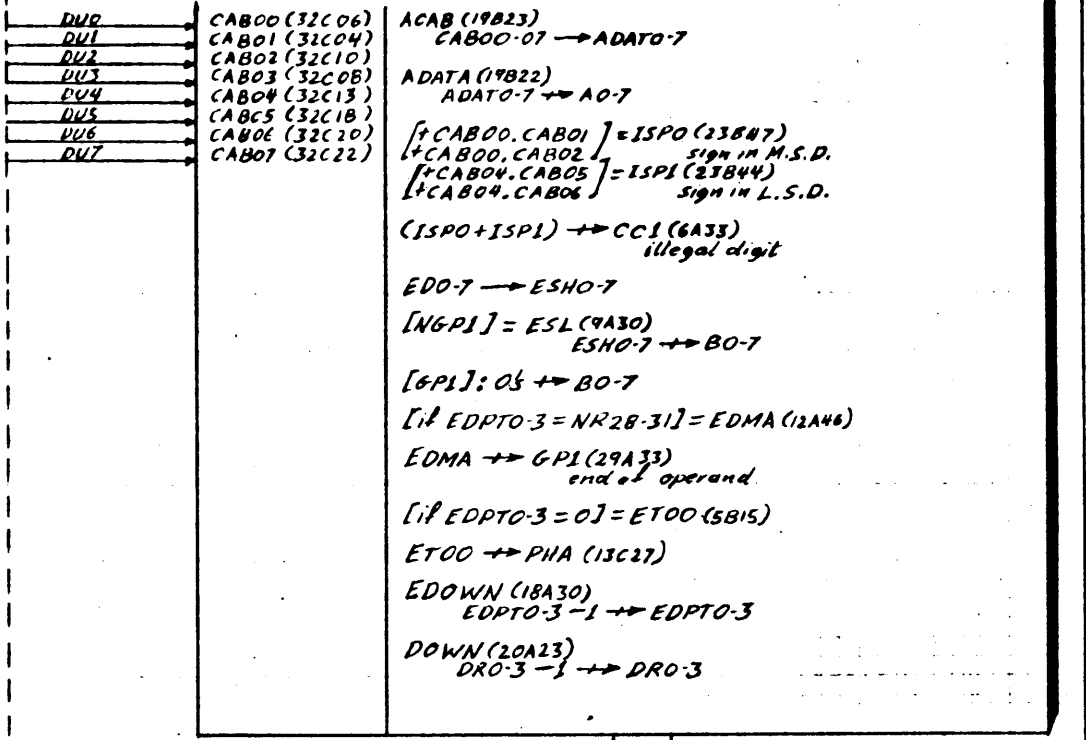 DU0
DU1
DU2
DU3
DU4
DU5
DU6
DU7
CAB00 (32C06)
CAB01 (32C04)
CAB02 (32C10)
CAB03 (32C08)
CAB04 (32C13)
CAB05 (32C18)
CAB06 (32C20)
CAB07 (32C22)
ACAB (19B23)
CAB00-07 → ADAT0-7
ADATA (19B22)
ADAT0-7 ↔ A0-7
[+CAB00.CAB01
+CAB00.CAB02] = ISP0 (23B47)
sign in M.S.D.
[+CAB04.CAB05
+CAB04.CAB06] = ISP1 (23B44)
sign in L.S.D.
(ISP0+ISP1) ↔ CC1 (6A33)
illegal digit
ED0-7 → ESH0-7
[NGP1] = ESL (9A30)
ESH0-7 ↔ B0-7
[GP1]: 0's ↔ B0-7
[if EDPT0-3 = NR28-31] = EDMA (12A46)
EDMA ↔ GP1 (29A33)
end of operand
[if EDPT0-3 = 0] = ET00 (5B15)
ET00 ↔ PHA (13C27)
EDOWN (18A30)
EDPT0-3 -1 ↔ EDPT0-3
DOWN (20A23)
DR0-3 -1 ↔ DR0-3